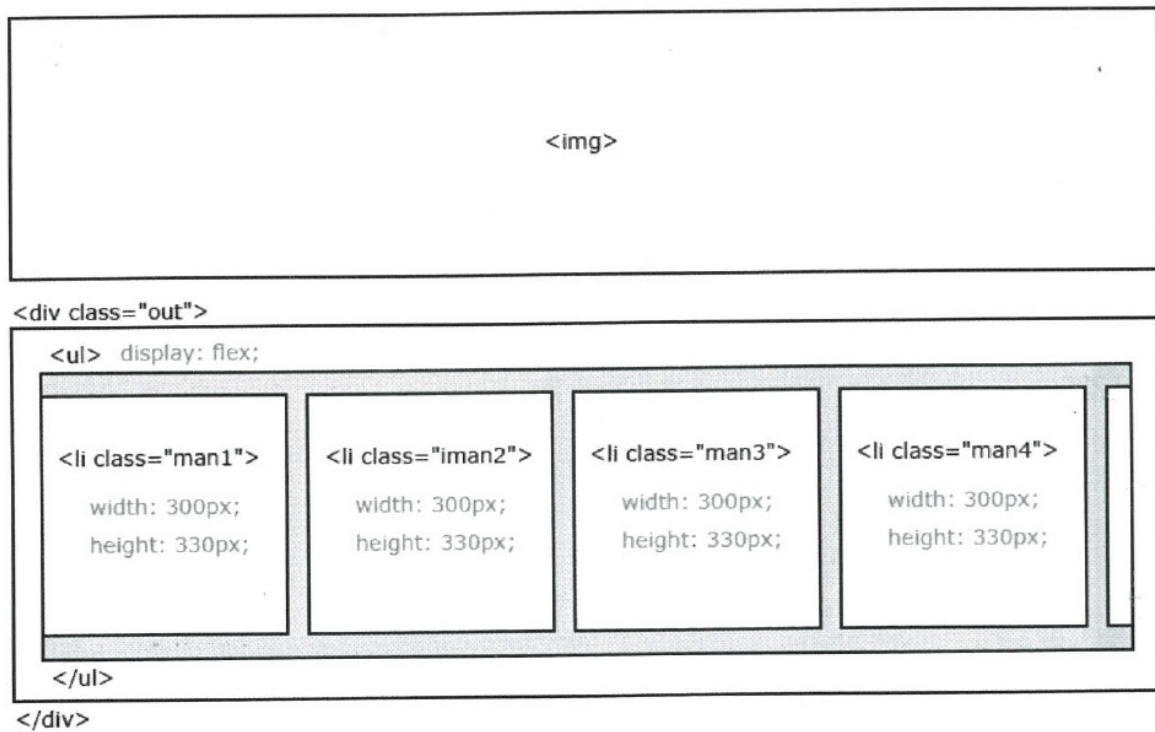 <img>
<div class="out">
<ul> display: flex;
<li class="man1"> <li class="iman2"> <li class="man3"> <li class="man4">
width: 300px; width: 300px; width: 300px; width: 300px;
height: 330px; height: 330px; height: 330px; height: 330px;
</ul>
</div>